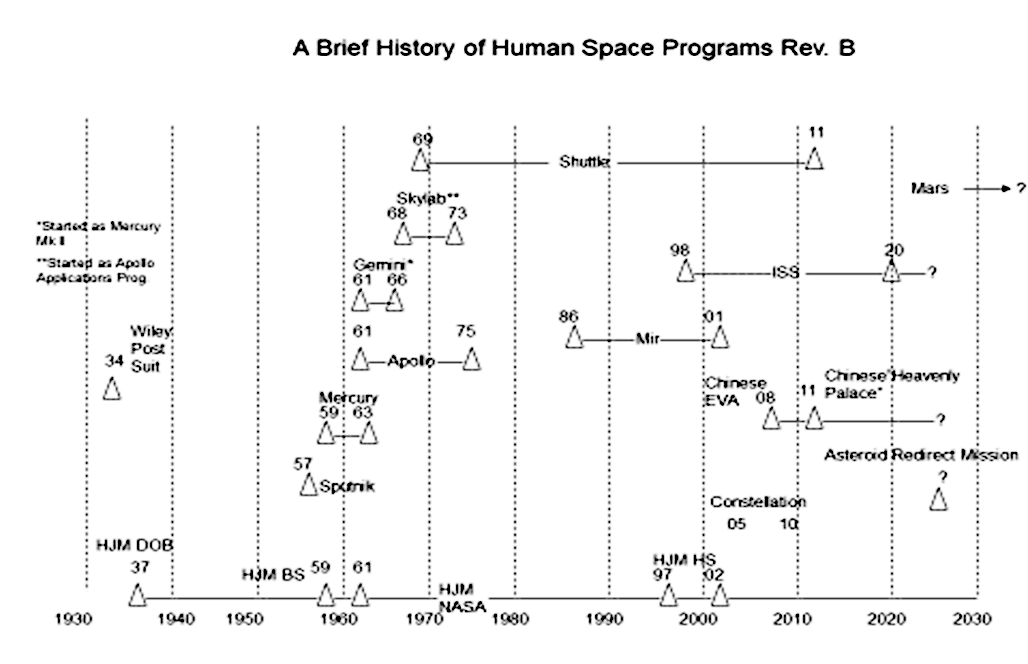 A Brief History of Human Space Programs Rev. B
69
11
Shuttle
Mars
?
Skylab**
68
73
*Started as Mercury
Mk II
**Started as Apollo
Applications Prog
98
20
ISS
?
Gemini*
61
66
86
01
Mir
Wiley
Post
Suit
34
61
75
Apollo
Chinese
EVA
08
11
Chinese"Heavenly
Palace"
?
Mercury
59
63
Asteroid Redirect Mission
?
57
Sputnik
Constellation
05
10
HJM DOB
37
HJM BS
59
61
HJM
NASA
HJM HS
97
02
1930
1940
1950
1960
1970
1980
1990
2000
2010
2020
2030